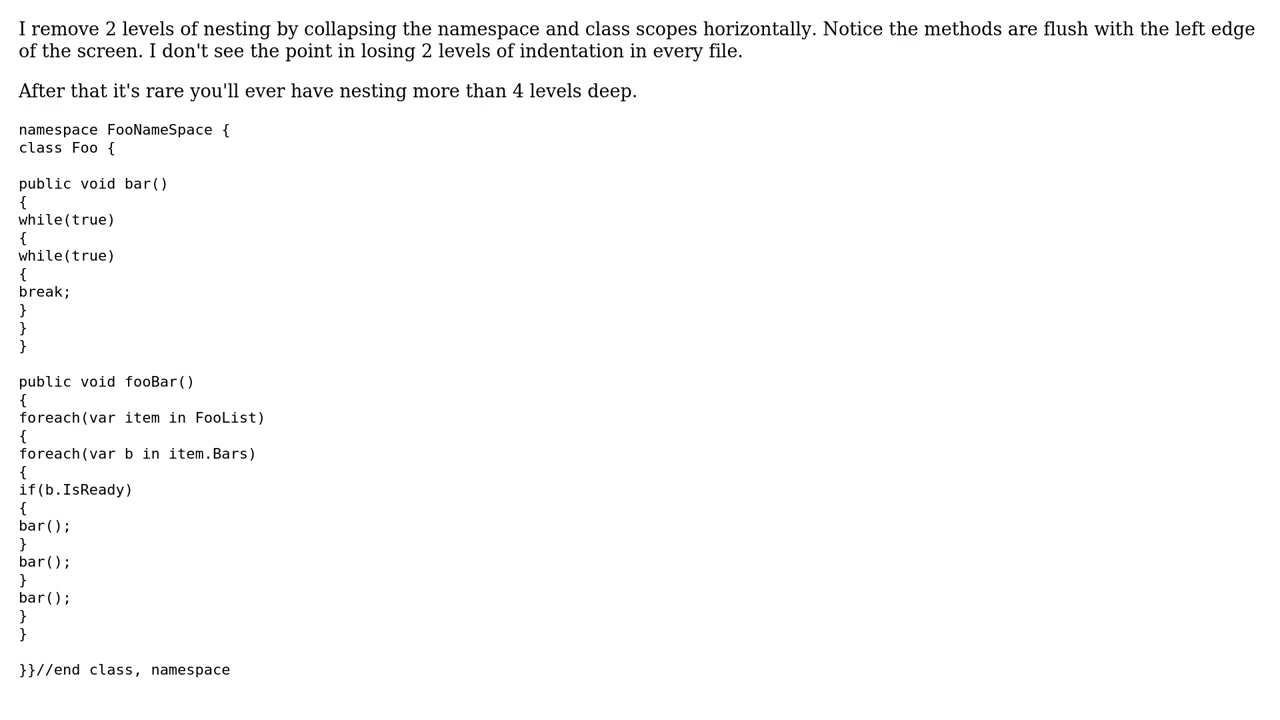 I remove 2 levels of nesting by collapsing the namespace and class scopes horizontally. Notice the methods are flush with the left edge
of the screen. I don't see the point in losing 2 levels of indentation in every file.
After that it's rare you'll ever have nesting more than 4 levels deep.
namespace FooNameSpace {
class Foo {
public void bar()
{
while(true)
{
while(true)
{
break;
}
}
}
public void fooBar()
{
foreach(var item in FooList)
{
foreach(var b in item.Bars)
{
if(b.IsReady)
{
bar();
}
bar();
}
bar();
}
}
}}//end class, namespace